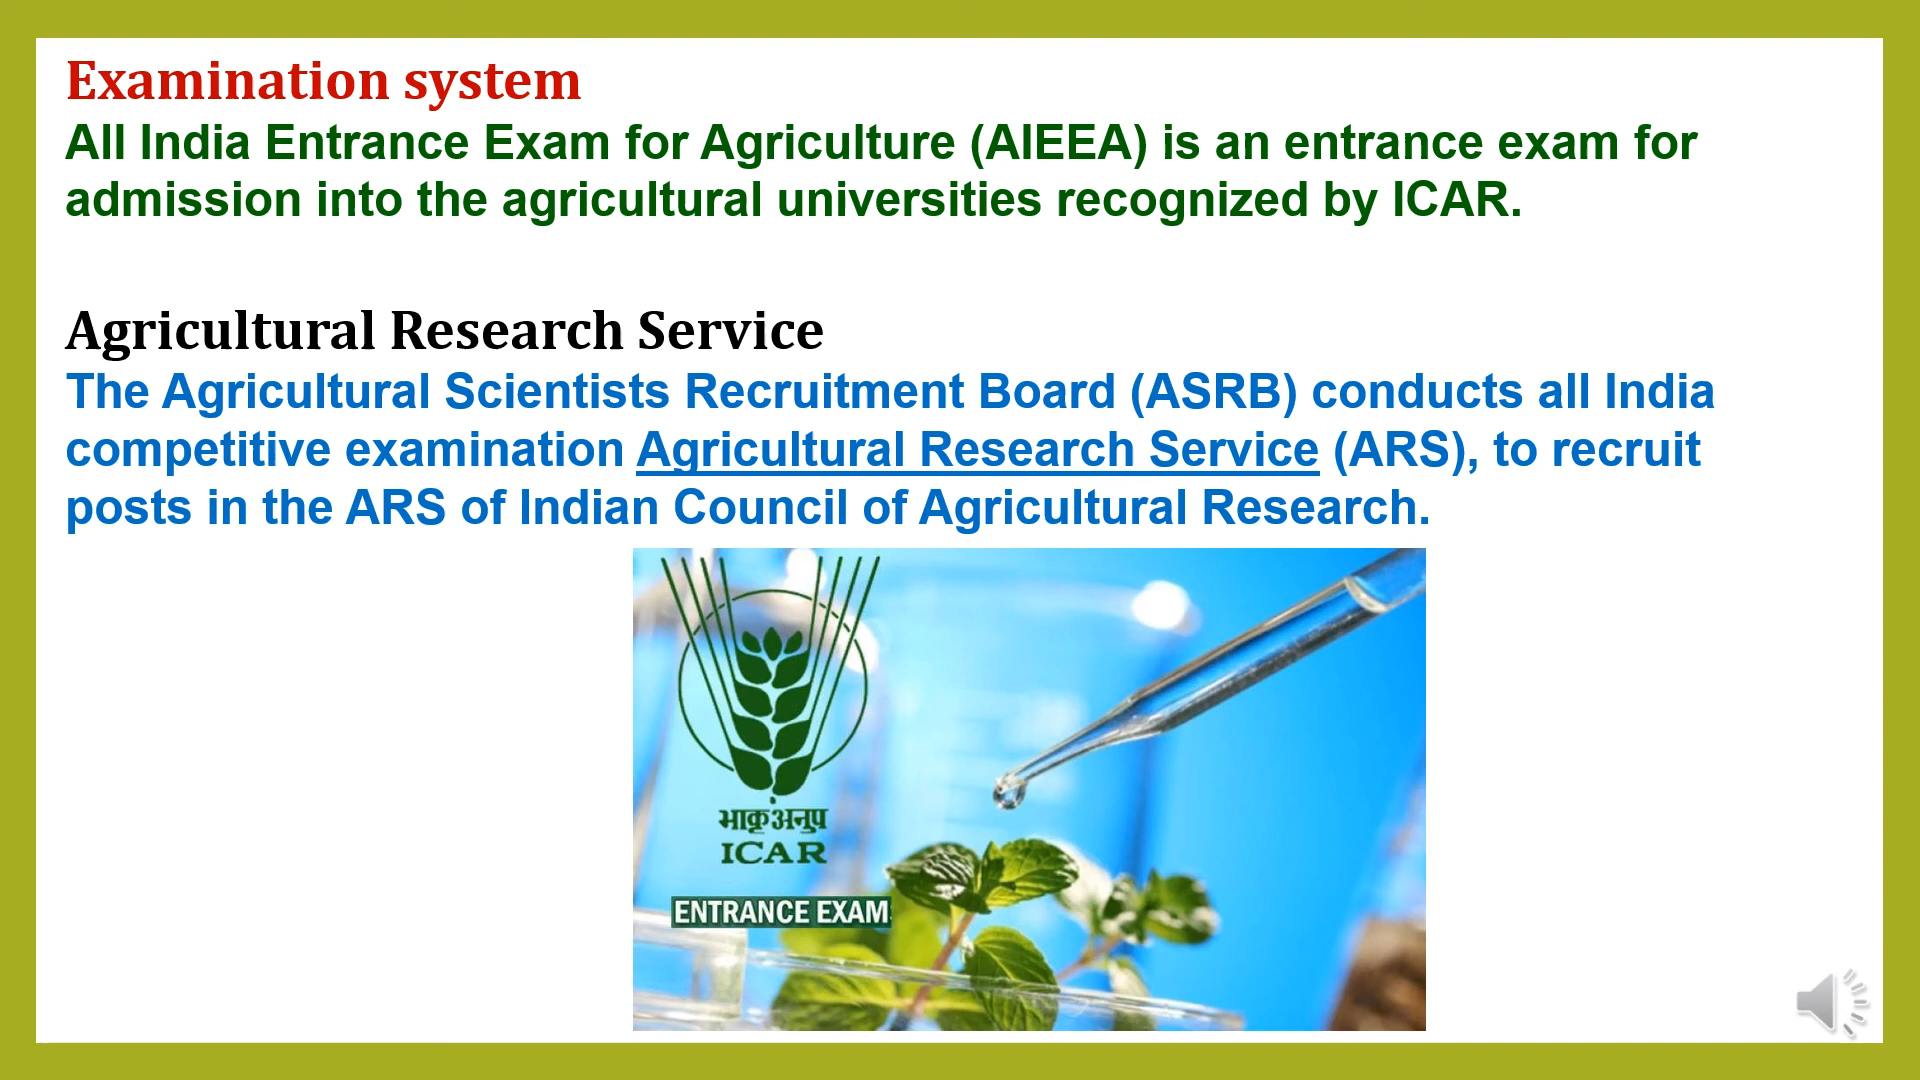 Examination system
All India Entrance Exam for Agriculture (AIEEA) is an entrance exam for
admission into the agricultural universities recognized by ICAR.
Agricultural Research Service
The Agricultural Scientists Recruitment Board (ASRB) conducts all India
competitive examination Agricultural Research Service (ARS), to recruit
posts in the ARS of Indian Council of Agricultural Research.
भाकृअनुप
ICAR
ENTRANCE EXAM